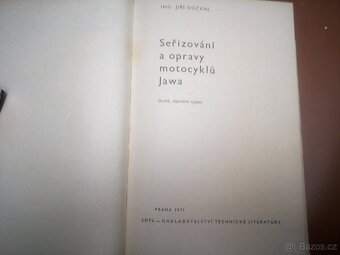 ING. JIŘÍ DOČKAL
Seřizování
a opravy
motocyklů
Jawa
Druhé, doplněné vydání
PRAHA 1971
SNTL — NAKLADATELSTVÍ TECHNICKÉ LITERATURY
Bazos.cz